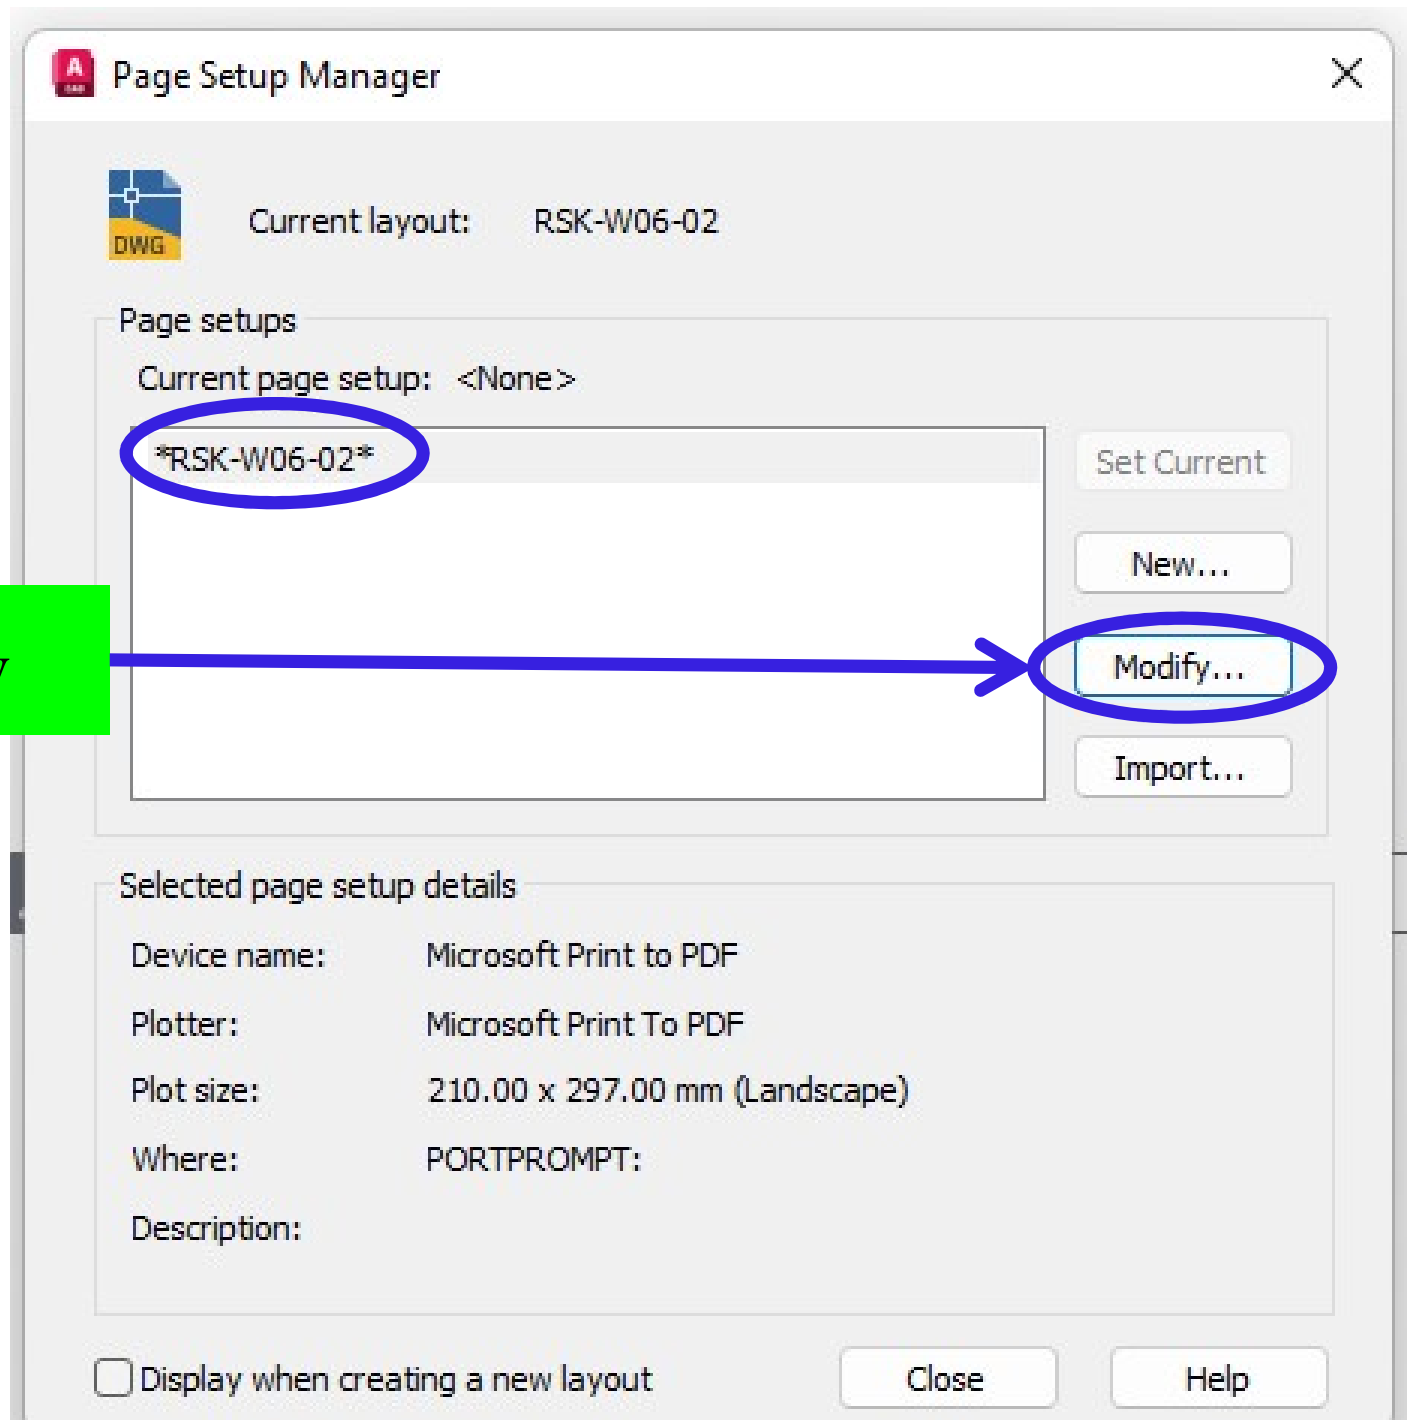 Page Setup Manager
DWG
Current layout: RSK-W06-02
Page setups
Current page setup: <None>
*RSK-W06-02*
Set Current
New...
y
Modify...
Import...
Selected page setup details
Device name: Microsoft Print to PDF
Plotter: Microsoft Print To PDF
Plot size: 210.00 x 297.00 mm (Landscape)
Where: PORTPROMPT:
Description:
Display when creating a new layout
Close
Help